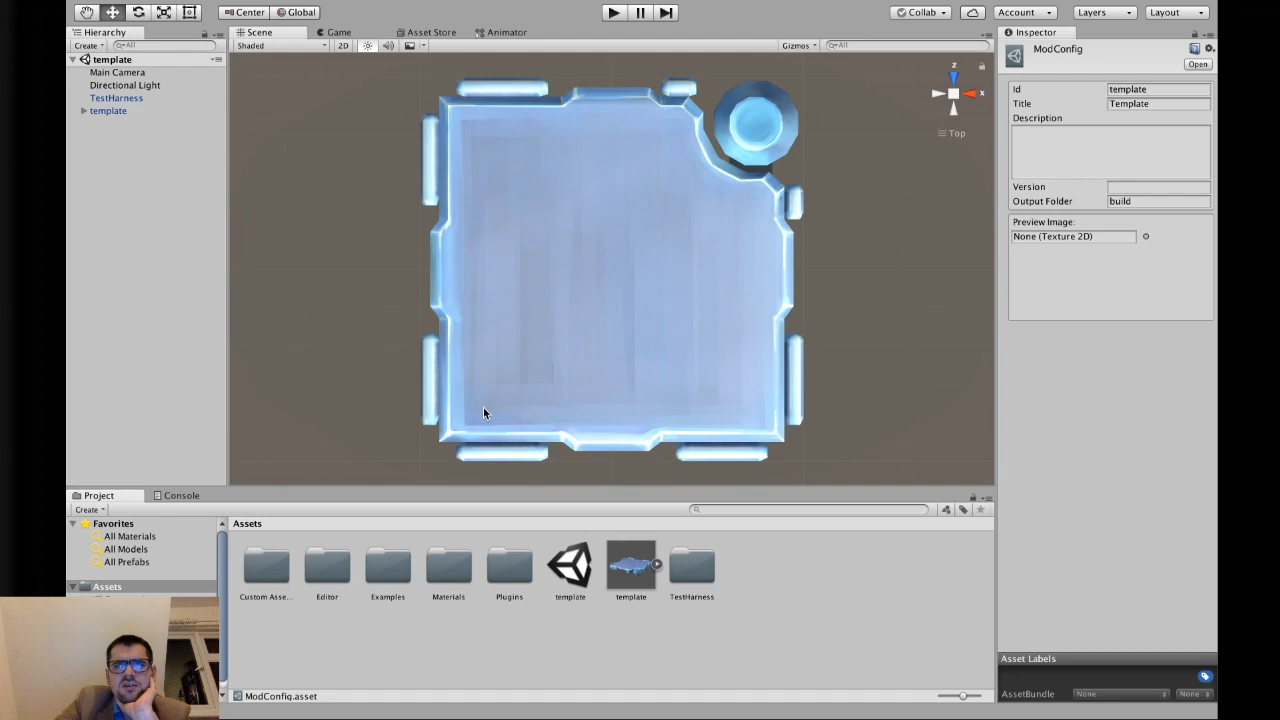 Center Global Collab Account Layers Layout
Hierarchy
Create All
template
Main Camera
Directional Light
TestHarness
template
Scene Game Asset Store Animator
Shaded 2D Gizmos All
z
x
Top
Inspector
ModConfig
Open
Id template
Title Template
Description
Version
Output Folder build
Preview Image:
None (Texture 2D)
Project Console
Create
Favorites
All Materials
All Models
All Prefabs
Assets
Assets
Custom Asse... Editor Examples Materials Plugins template template TestHarness
ModConfig.asset
Asset Labels
AssetBundle None None